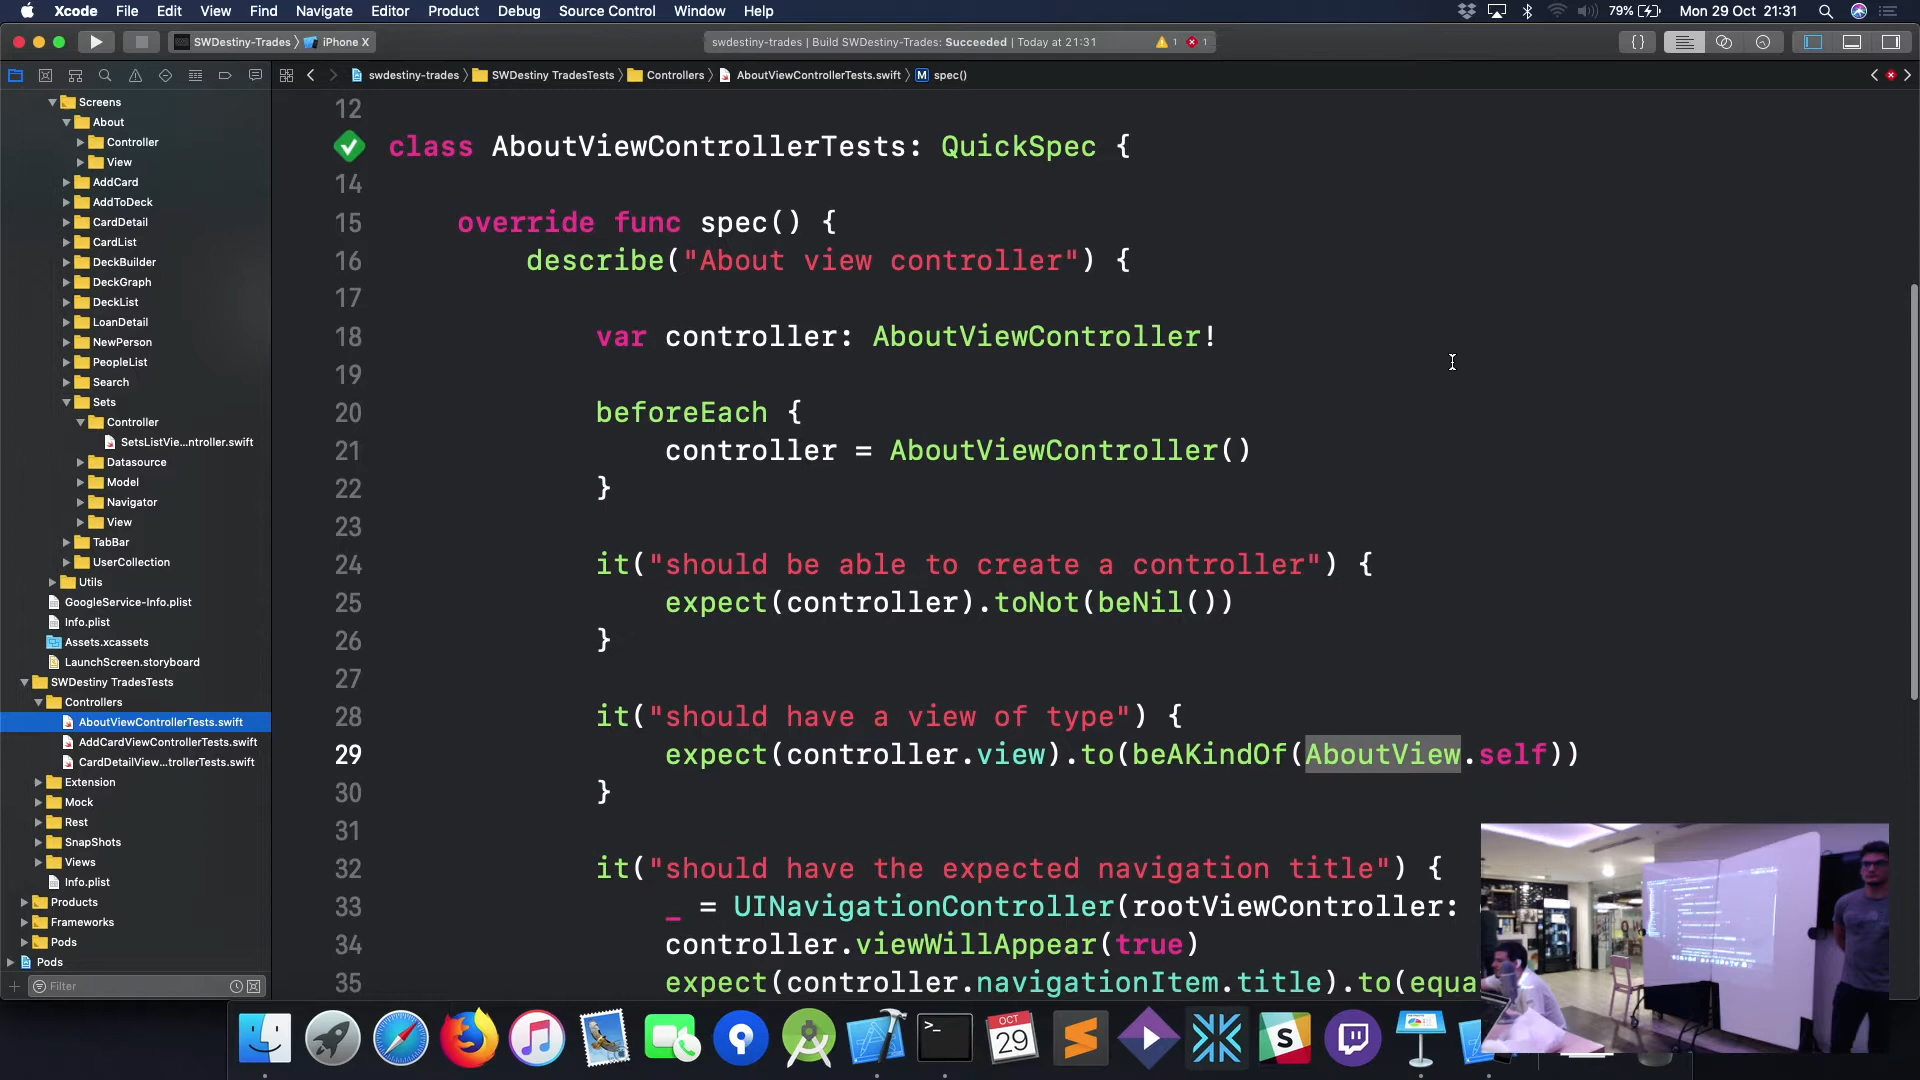 Xcode File Edit View Find Navigate Editor Product Debug Source Control Window Help 79% Mon 29 Oct 21:31
SWDestiny-Trades iPhone X swdestiny-trades | Build SWDestiny-Trades: Succeeded | Today at 21:31 1 1 {}
swdestiny-trades SWDestiny TradesTests Controllers AboutViewControllerTests.swift M spec()
Screens
About
Controller
View
AddCard
AddToDeck
CardDetail
CardList
DeckBuilder
DeckGraph
DeckList
LoanDetail
NewPerson
PeopleList
Search
Sets
Controller
SetsListVie...ntroller.swift
Datasource
Model
Navigator
View
TabBar
UserCollection
Utils
GoogleService-Info.plist
Info.plist
Assets.xcassets
LaunchScreen.storyboard
SWDestiny TradesTests
Controllers
AboutViewControllerTests.swift
AddCardViewControllerTests.swift
CardDetailView...trollerTests.swift
Extension
Mock
Rest
SnapShots
Views
Info.plist
Products
Frameworks
Pods
Pods
Filter
12
class AboutViewControllerTests: QuickSpec {
14
15 override func spec() {
16 describe("About view controller") {
17
18 var controller: AboutViewController!
19
20 beforeEach {
21 controller = AboutViewController()
22 }
23
24 it("should be able to create a controller") {
25 expect(controller).toNot(beNil())
26 }
27
28 it("should have a view of type") {
29 expect(controller.view).to(beAKindOf(AboutView.self))
30 }
31
32 it("should have the expected navigation title") {
33 _ = UINavigationController(rootViewController:
34 controller.viewWillAppear(true)
35 expect(controller.navigationItem.title).to(equa
OCT
29
S